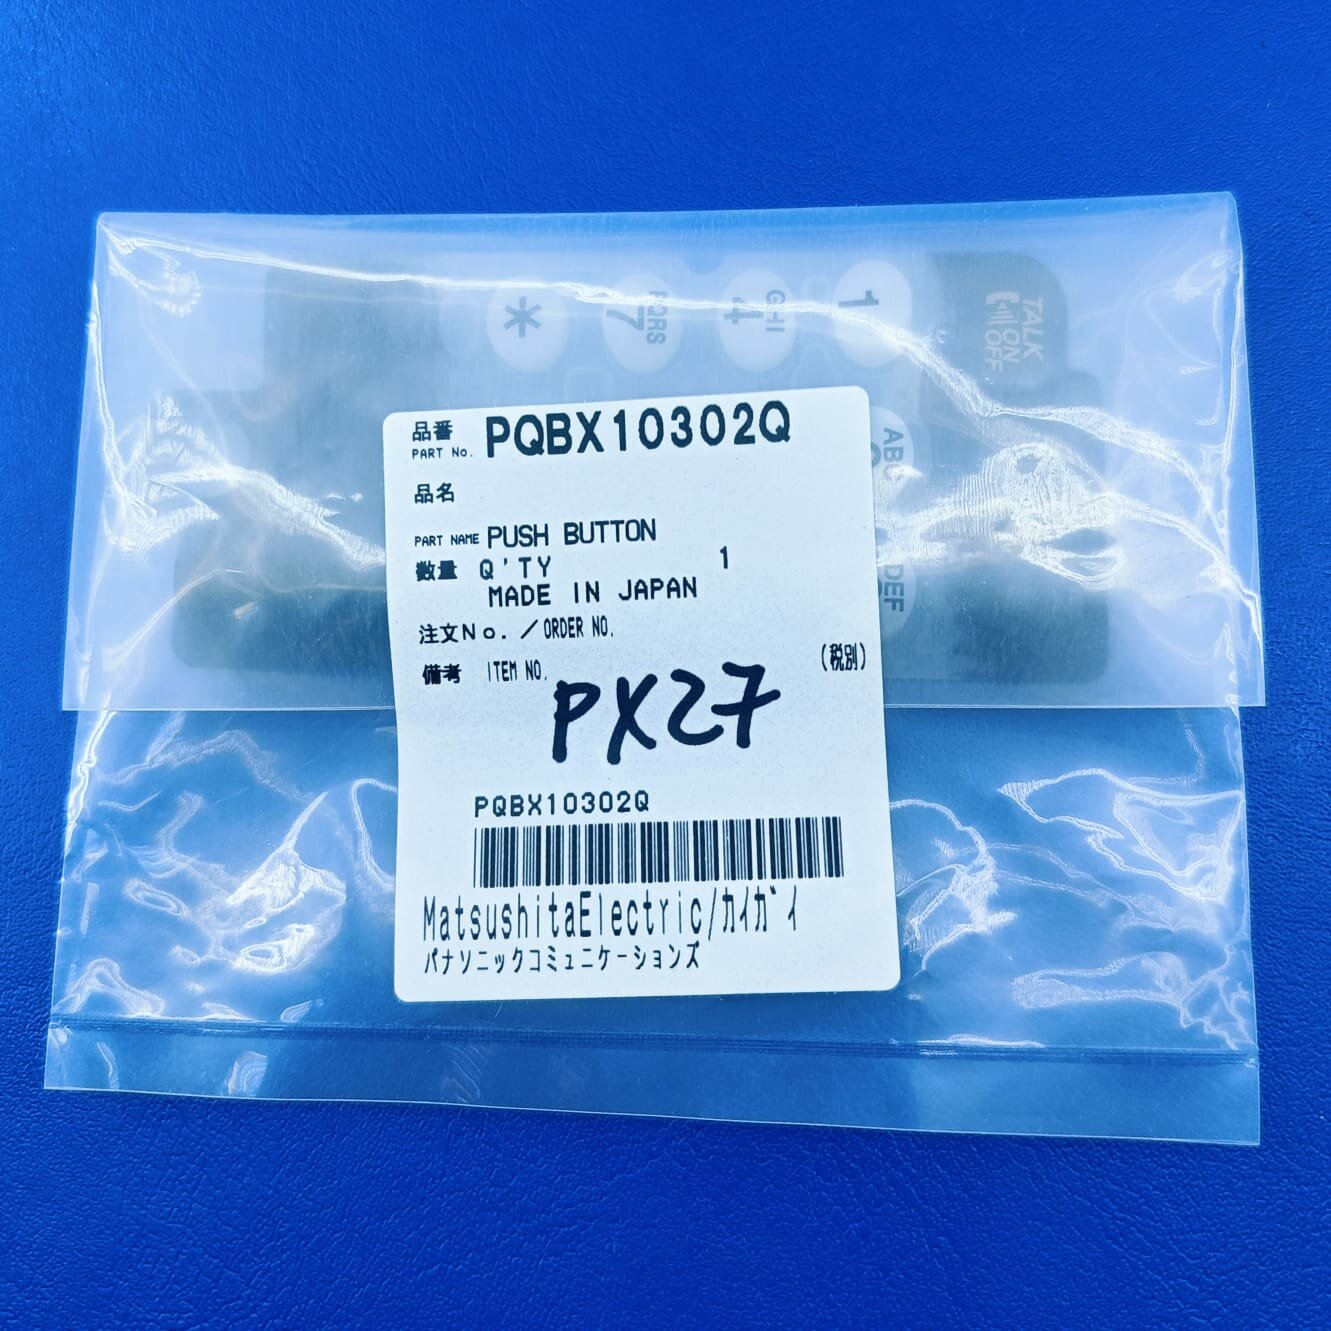 *
PQRS
7
GHI
4
1
TALK
ON
OFF
DEF
品番
PART No. PQBX10302Q
品名
PART NAME PUSH BUTTON
数量 Q'TY 1
MADE IN JAPAN
注文No./ORDER NO.
備考 ITEM NO. (税別)
PX27
PQBX10302Q
MatsushitaElectric/カイガイ
パナソニックコミュニケーションズ